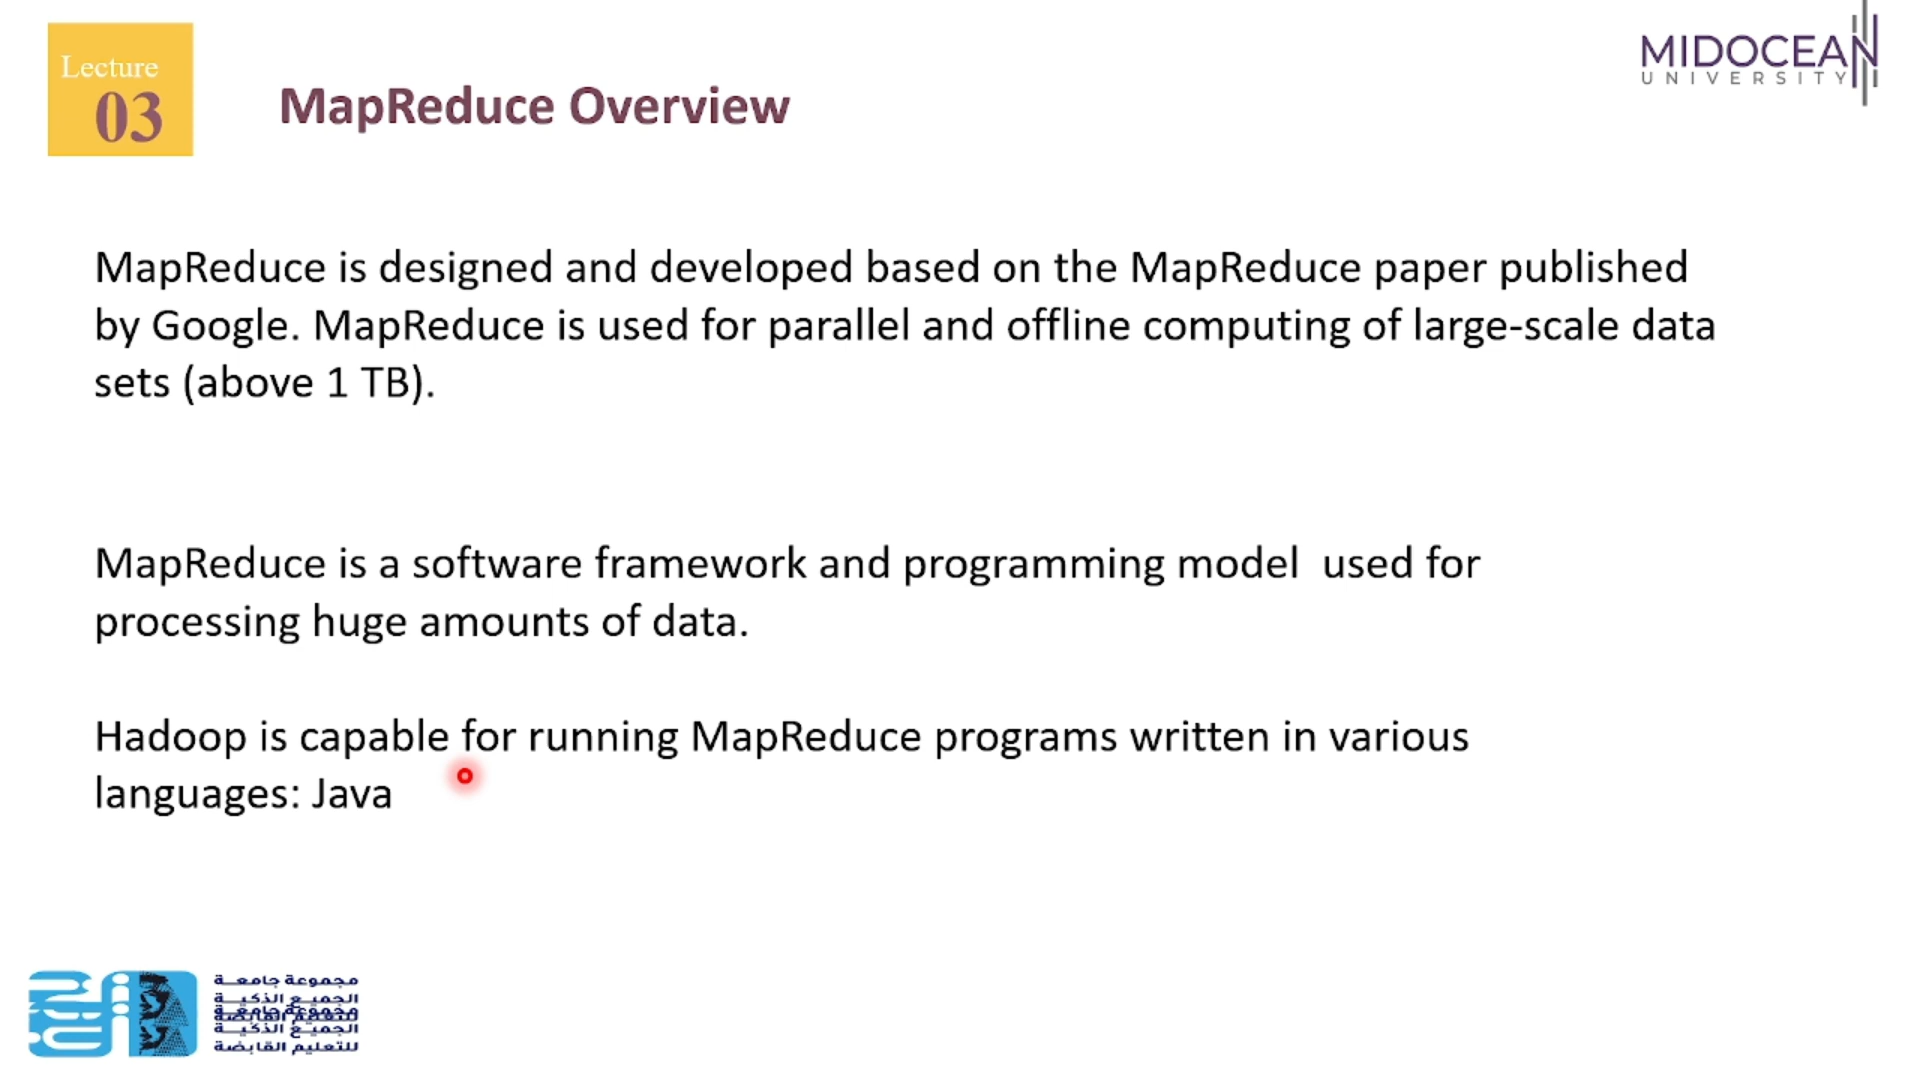 Lecture
03
MIDOCEAN
UNIVERSITY
MapReduce Overview
MapReduce is designed and developed based on the MapReduce paper published
by Google. MapReduce is used for parallel and offline computing of large-scale data
sets (above 1 TB).
MapReduce is a software framework and programming model used for
processing huge amounts of data.
Hadoop is capable for running MapReduce programs written in various
languages: Java
مجموعة جامعة
الجميع الذكية
الجميع الذكية
للتعليم القابضة